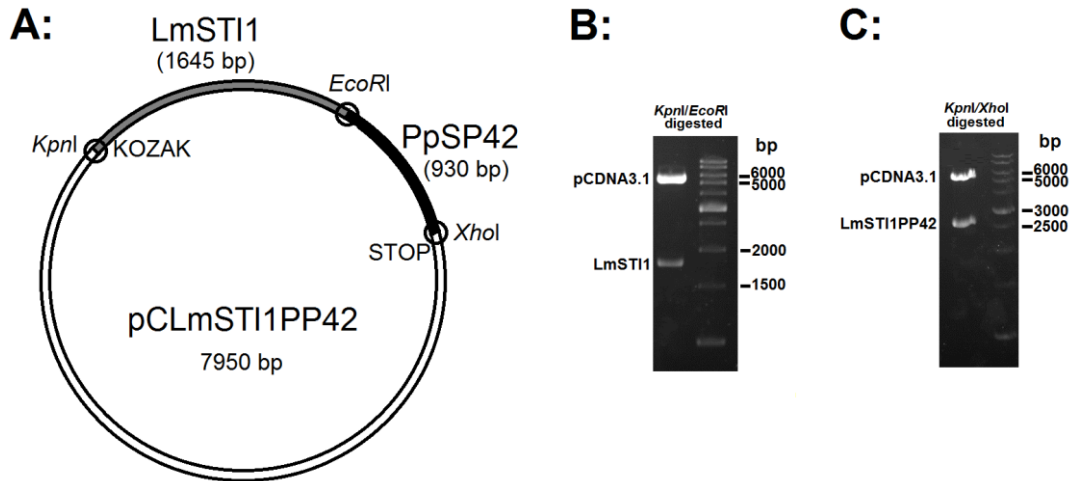 A:
LmSTI1
(1645 bp)
EcoRI
PpSP42
(930 bp)
KpnI
KOZAK
XhoI
STOP
pCLmSTI1PP42
7950 bp
B:
KpnI/EcoRI
digested
bp
pCDNA3.1
6000
5000
2000
LmSTI1
1500
C:
KpnI/XhoI
digested
bp
pCDNA3.1
6000
5000
3000
LmSTI1PP42
2500